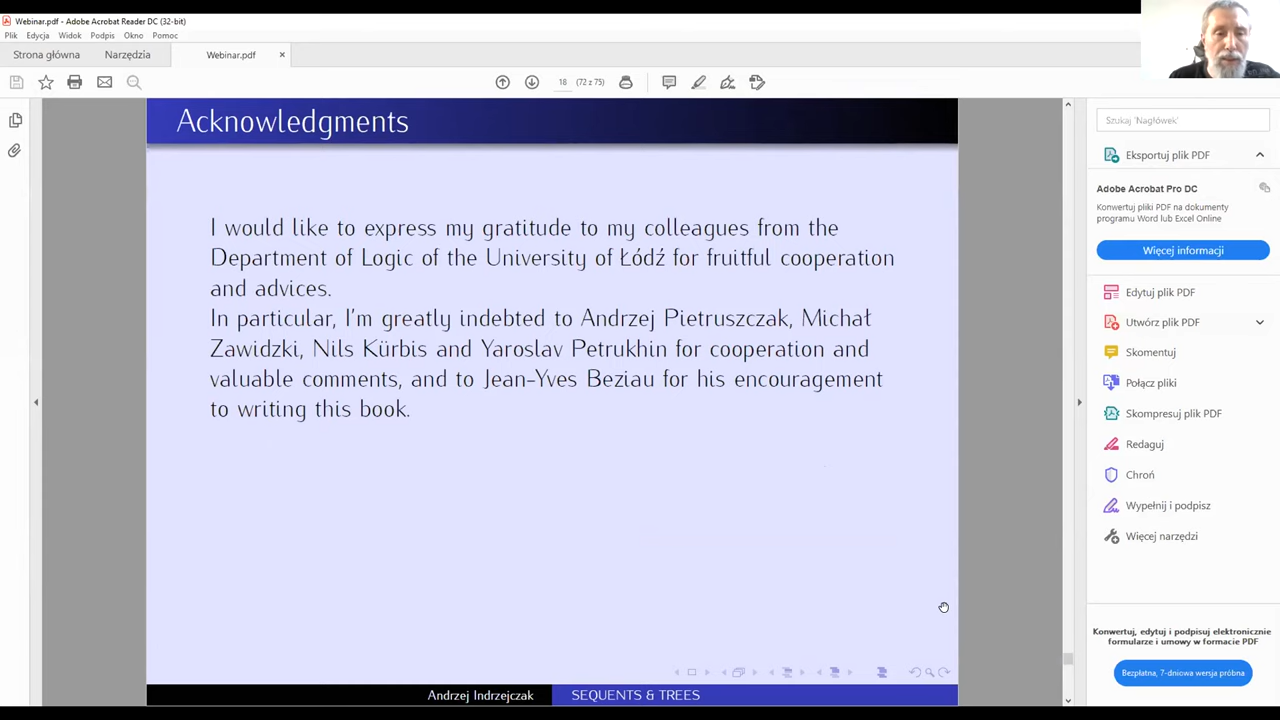 Webinar.pdf - Adobe Acrobat Reader DC (32-bit)
Plik Edycja Widok Podpis Okno Pomoc
Strona główna Narzędzia Webinar.pdf ×
18 (72 z 75)
Acknowledgments
I would like to express my gratitude to my colleagues from the
Department of Logic of the University of Łódź for fruitful cooperation
and advices.
In particular, I'm greatly indebted to Andrzej Pietruszczak, Michał
Zawidzki, Nils Kürbis and Yaroslav Petrukhin for cooperation and
valuable comments, and to Jean-Yves Beziau for his encouragement
to writing this book.
Andrzej Indrzejczak SEQUENTS & TREES
Szukaj 'Nagłówek'
Eksportuj plik PDF
Adobe Acrobat Pro DC
Konwertuj pliki PDF na dokumenty
programu Word lub Excel Online
Więcej informacji
Edytuj plik PDF
Utwórz plik PDF
Skomentuj
Połącz pliki
Skompresuj plik PDF
Redaguj
Chroń
Wypełnij i podpisz
Więcej narzędzi
Konwertuj, edytuj i podpisuj elektronicznie
formularze i umowy w formacie PDF
Bezpłatna, 7-dniowa wersja próbna